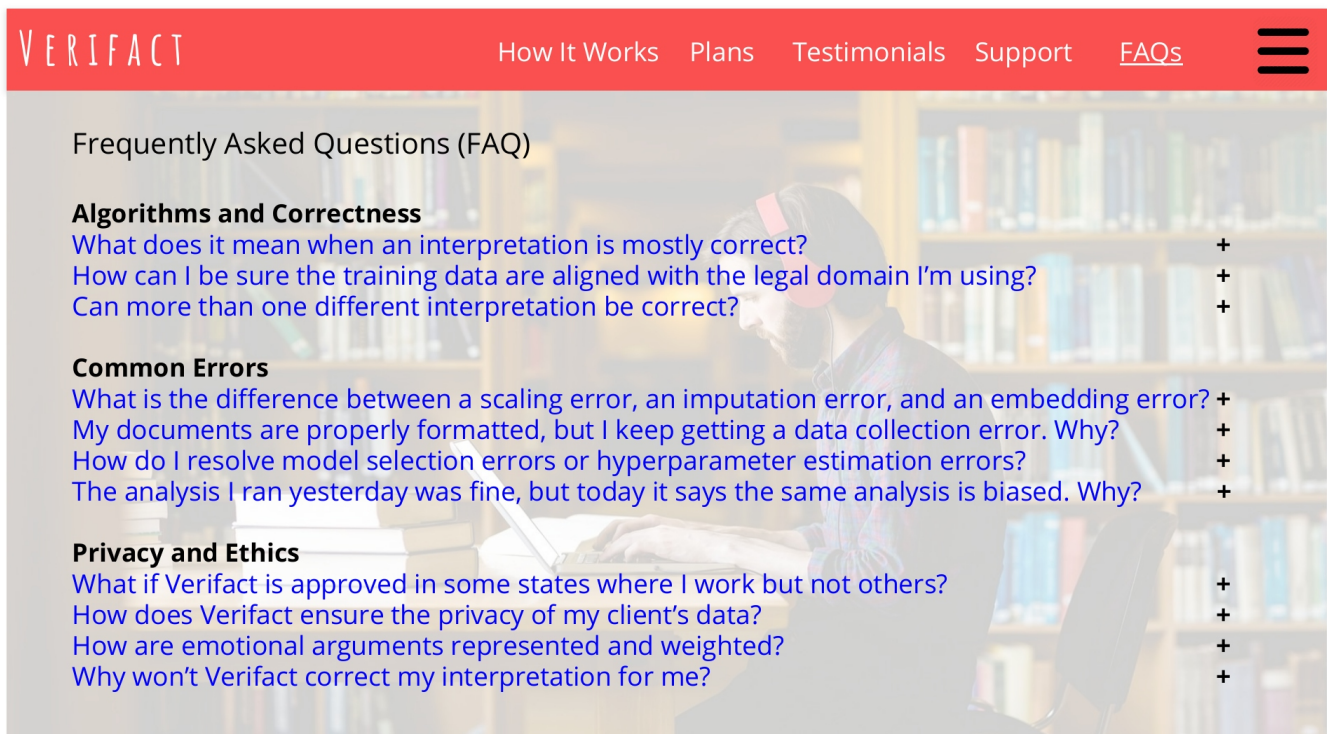 VERIFACT
How It Works Plans Testimonials Support FAQs
Frequently Asked Questions (FAQ)
Algorithms and Correctness
What does it mean when an interpretation is mostly correct? +
How can I be sure the training data are aligned with the legal domain I’m using? +
Can more than one different interpretation be correct? +
Common Errors
What is the difference between a scaling error, an imputation error, and an embedding error? +
My documents are properly formatted, but I keep getting a data collection error. Why? +
How do I resolve model selection errors or hyperparameter estimation errors? +
The analysis I ran yesterday was fine, but today it says the same analysis is biased. Why? +
Privacy and Ethics
What if Verifact is approved in some states where I work but not others? +
How does Verifact ensure the privacy of my client’s data? +
How are emotional arguments represented and weighted? +
Why won’t Verifact correct my interpretation for me? +